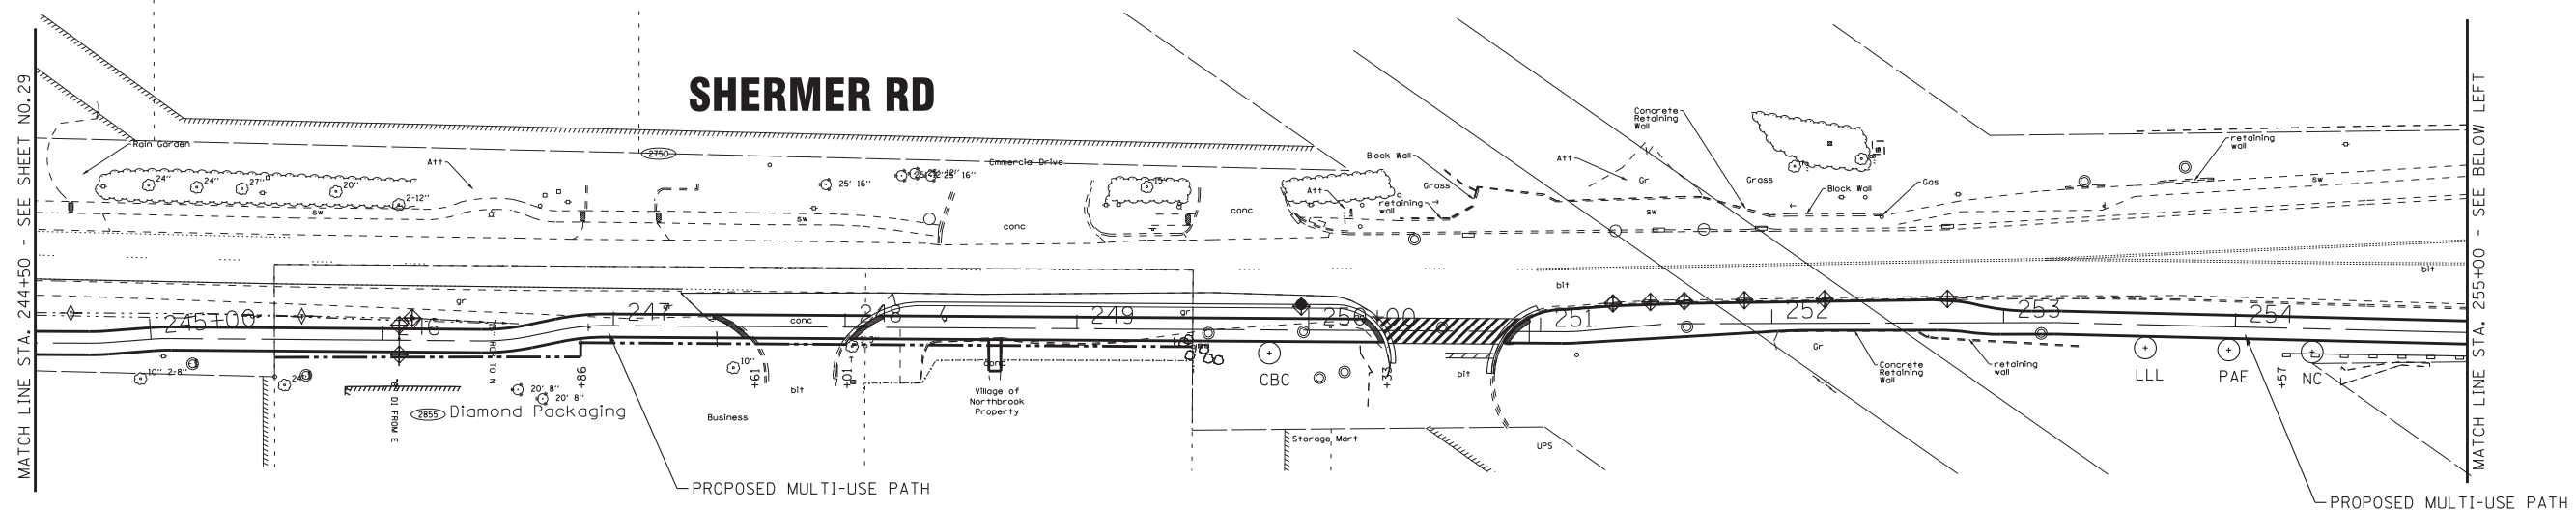 SHERMER RD
MATCH LINE STA. 244+50 - SEE SHEET NO.29
MATCH LINE STA. 255+00 - SEE BELOW LEFT
Rain Garden
Att
2750
Cmmercial Drive
Block Wall
Att
Concrete
Retaining
Wall
retaining
wall
24"
24"
27"
20"
2-12"
25' 16"
15"
Att
retaining
wall
Grass
Gr
Grass
Block Wall
Gas
sw
sw
conc
conc
sw
sw
bit
bit
gr
245+00
246
247
conc
248
249
gr
250+00
251
252
253
254
10" 2-8"
24"
20' 8"
20' 8"
10"
+98
+61
+01
+33
+57
bit
conc
CBC
bit
Gr
Concrete
Retaining
Wall
retaining
wall
LLL
PAE
NC
DI FROM E
2855
Diamond Packaging
Business
Village of
Northbrook
Property
Storage Mart
UPS
PROPOSED MULTI-USE PATH
PROPOSED MULTI-USE PATH